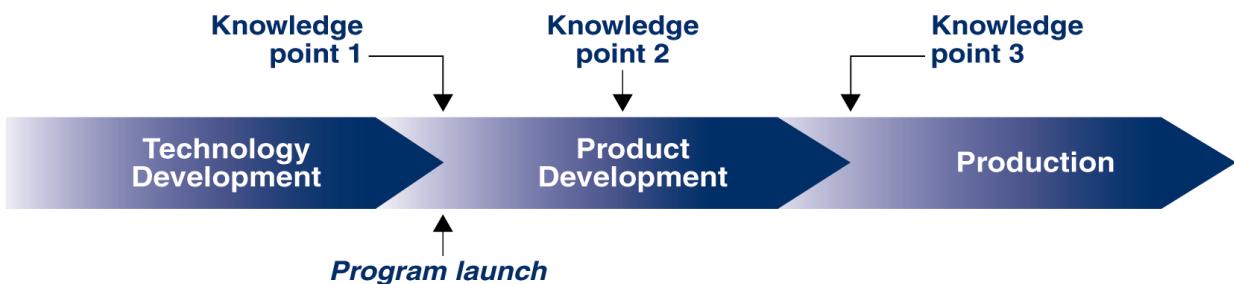 Knowledge
point 1
Knowledge
point 2
Knowledge
point 3
Technology
Development
Product
Development
Production
Program launch